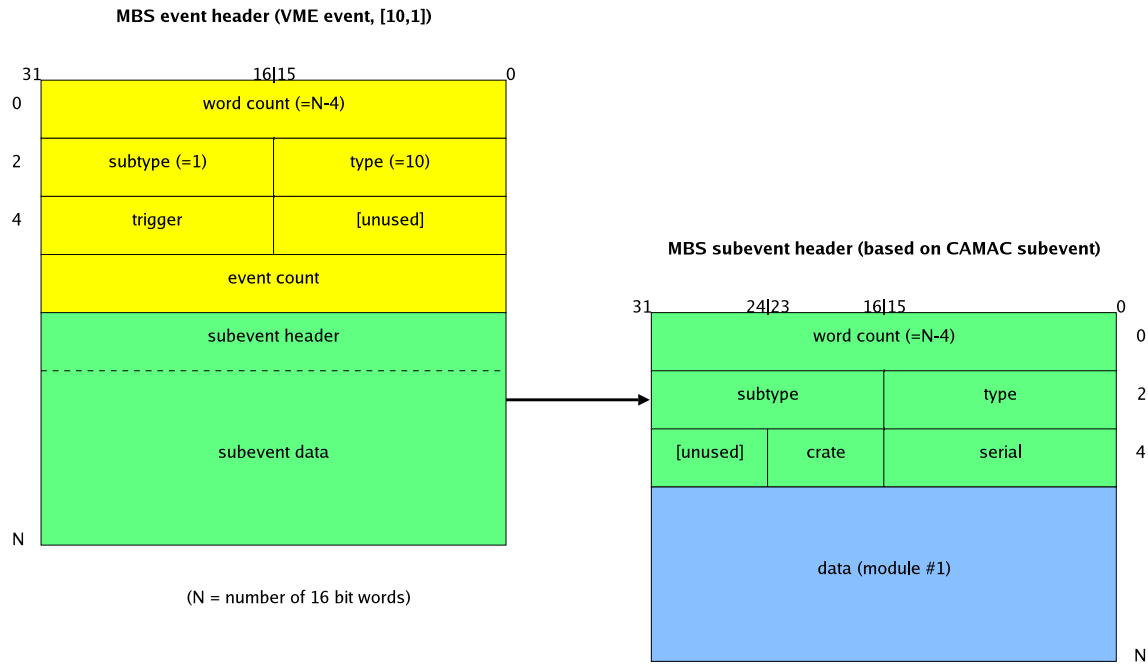 MBS event header (VME event, [10,1])
31 16|15 0
0 word count (=N-4)
2 subtype (=1) type (=10)
4 trigger [unused]
event count
subevent header
subevent data
N
(N = number of 16 bit words)
MBS subevent header (based on CAMAC subevent)
31 24|23 16|15 0
word count (=N-4) 0
subtype type 2
[unused] crate serial 4
data (module #1)
N